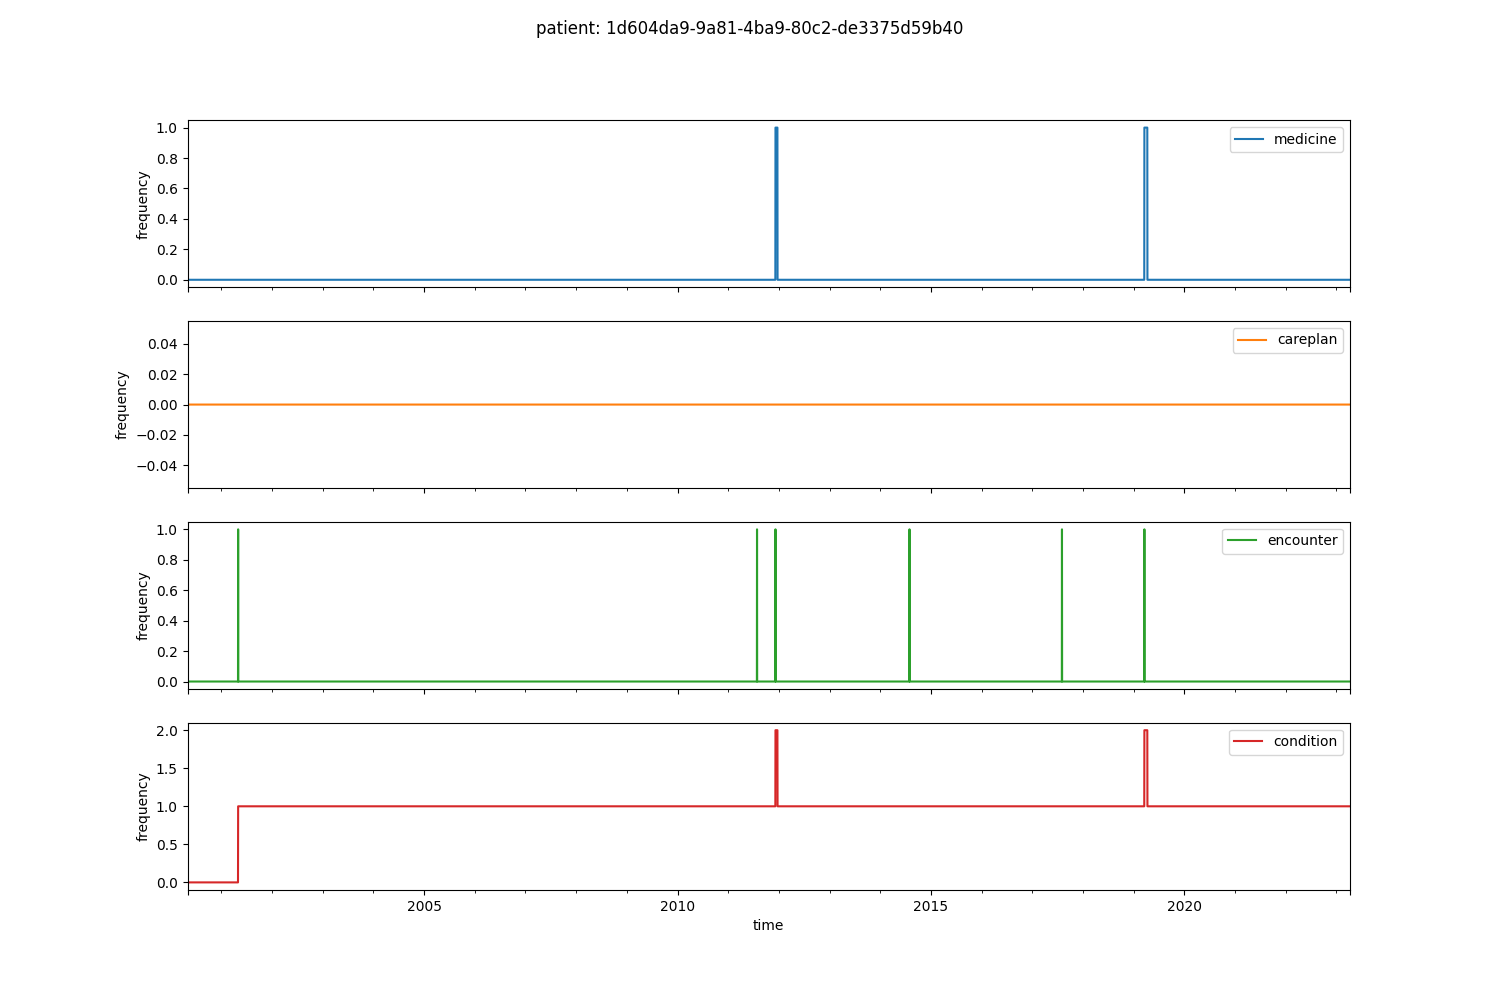 patient: 1d604da9-9a81-4ba9-80c2-de3375d59b40
1.0
0.8
0.6
0.4
0.2
0.0
frequency
medicine
0.04
0.02
0.00
−0.02
−0.04
frequency
careplan
1.0
0.8
0.6
0.4
0.2
0.0
frequency
encounter
2.0
1.5
1.0
0.5
0.0
frequency
condition
2005 2010 2015 2020
time